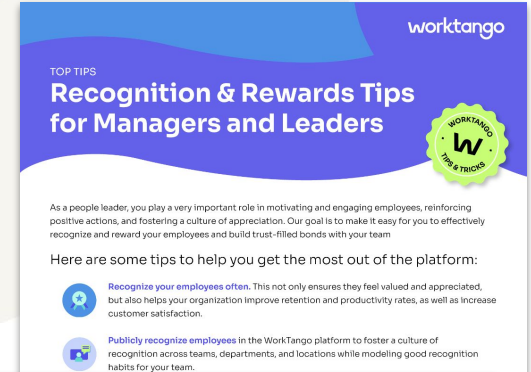 worktango
TOP TIPS
Recognition & Rewards Tips
for Managers and Leaders
WORKTANGO
W
TIPS & TRICKS
As a people leader, you play a very important role in motivating and engaging employees, reinforcing
positive actions, and fostering a culture of appreciation. Our goal is to make it easy for you to effectively
recognize and reward your employees and build trust-filled bonds with your team
Here are some tips to help you get the most out of the platform:
Recognize your employees often. This not only ensures they feel valued and appreciated,
but also helps your organization improve retention and productivity rates, as well as increase
customer satisfaction.
Publicly recognize employees in the WorkTango platform to foster a culture of
recognition across teams, departments, and locations while modeling good recognition
habits for your team.